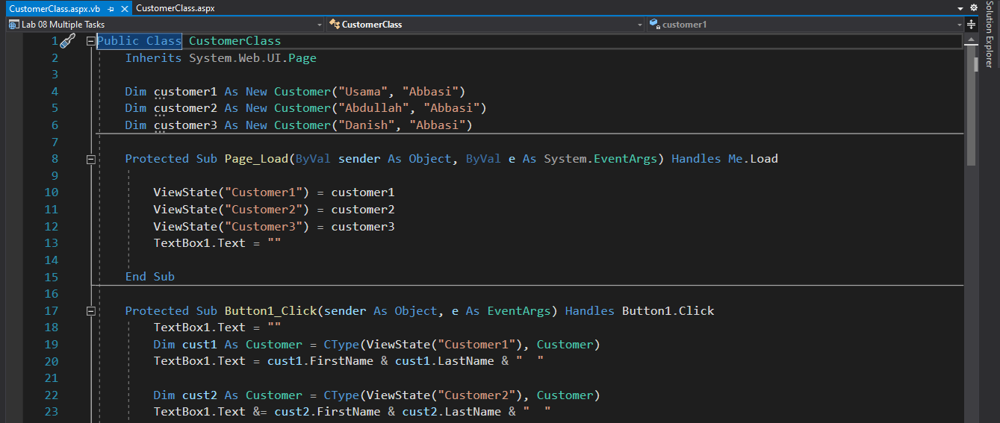 CustomerClass.aspx.vb CustomerClass.aspx
Solution Explorer
Lab 08 Multiple Tasks CustomerClass customer1
1 Public Class CustomerClass
2 Inherits System.Web.UI.Page
3
4 Dim customer1 As New Customer("Usama", "Abbasi")
5 Dim customer2 As New Customer("Abdullah", "Abbasi")
6 Dim customer3 As New Customer("Danish", "Abbasi")
7
8 Protected Sub Page_Load(ByVal sender As Object, ByVal e As System.EventArgs) Handles Me.Load
9
10 ViewState("Customer1") = customer1
11 ViewState("Customer2") = customer2
12 ViewState("Customer3") = customer3
13 TextBox1.Text = ""
14
15 End Sub
16
17 Protected Sub Button1_Click(sender As Object, e As EventArgs) Handles Button1.Click
18 TextBox1.Text = ""
19 Dim cust1 As Customer = CType(ViewState("Customer1"), Customer)
20 TextBox1.Text = cust1.FirstName & cust1.LastName & "  "
21
22 Dim cust2 As Customer = CType(ViewState("Customer2"), Customer)
23 TextBox1.Text &= cust2.FirstName & cust2.LastName & "  "